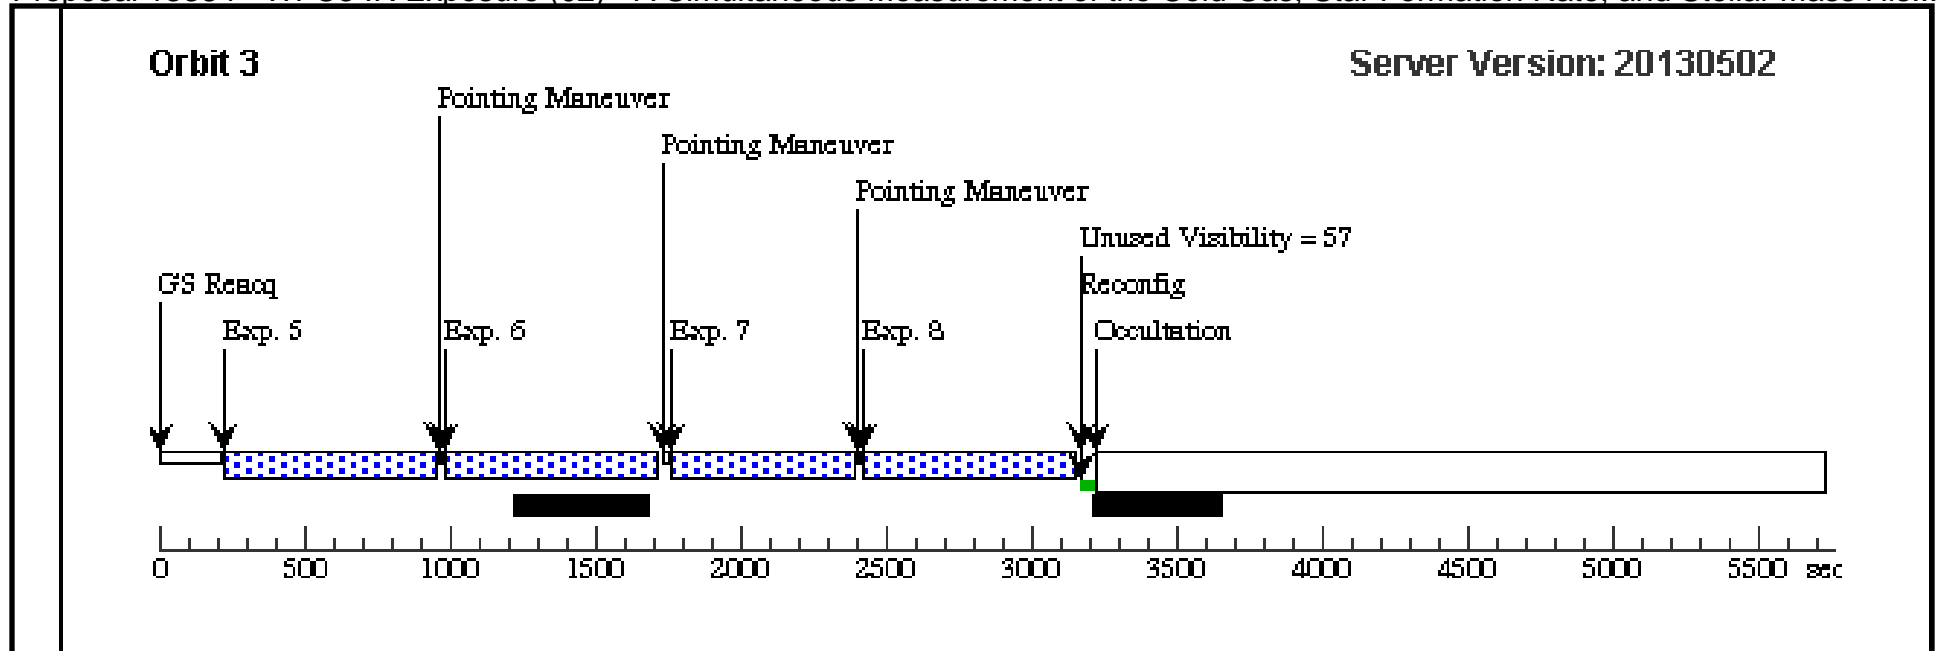 Orbit 3
Server Version: 20130502
Pointing Maneuver
Pointing Maneuver
Pointing Maneuver
Unused Visibility = 57
GS Reacq
Reconfig
Exp. 5
Exp. 6
Exp. 7
Exp. 8
Occultation
0 500 1000 1500 2000 2500 3000 3500 4000 4500 5000 5500 sec